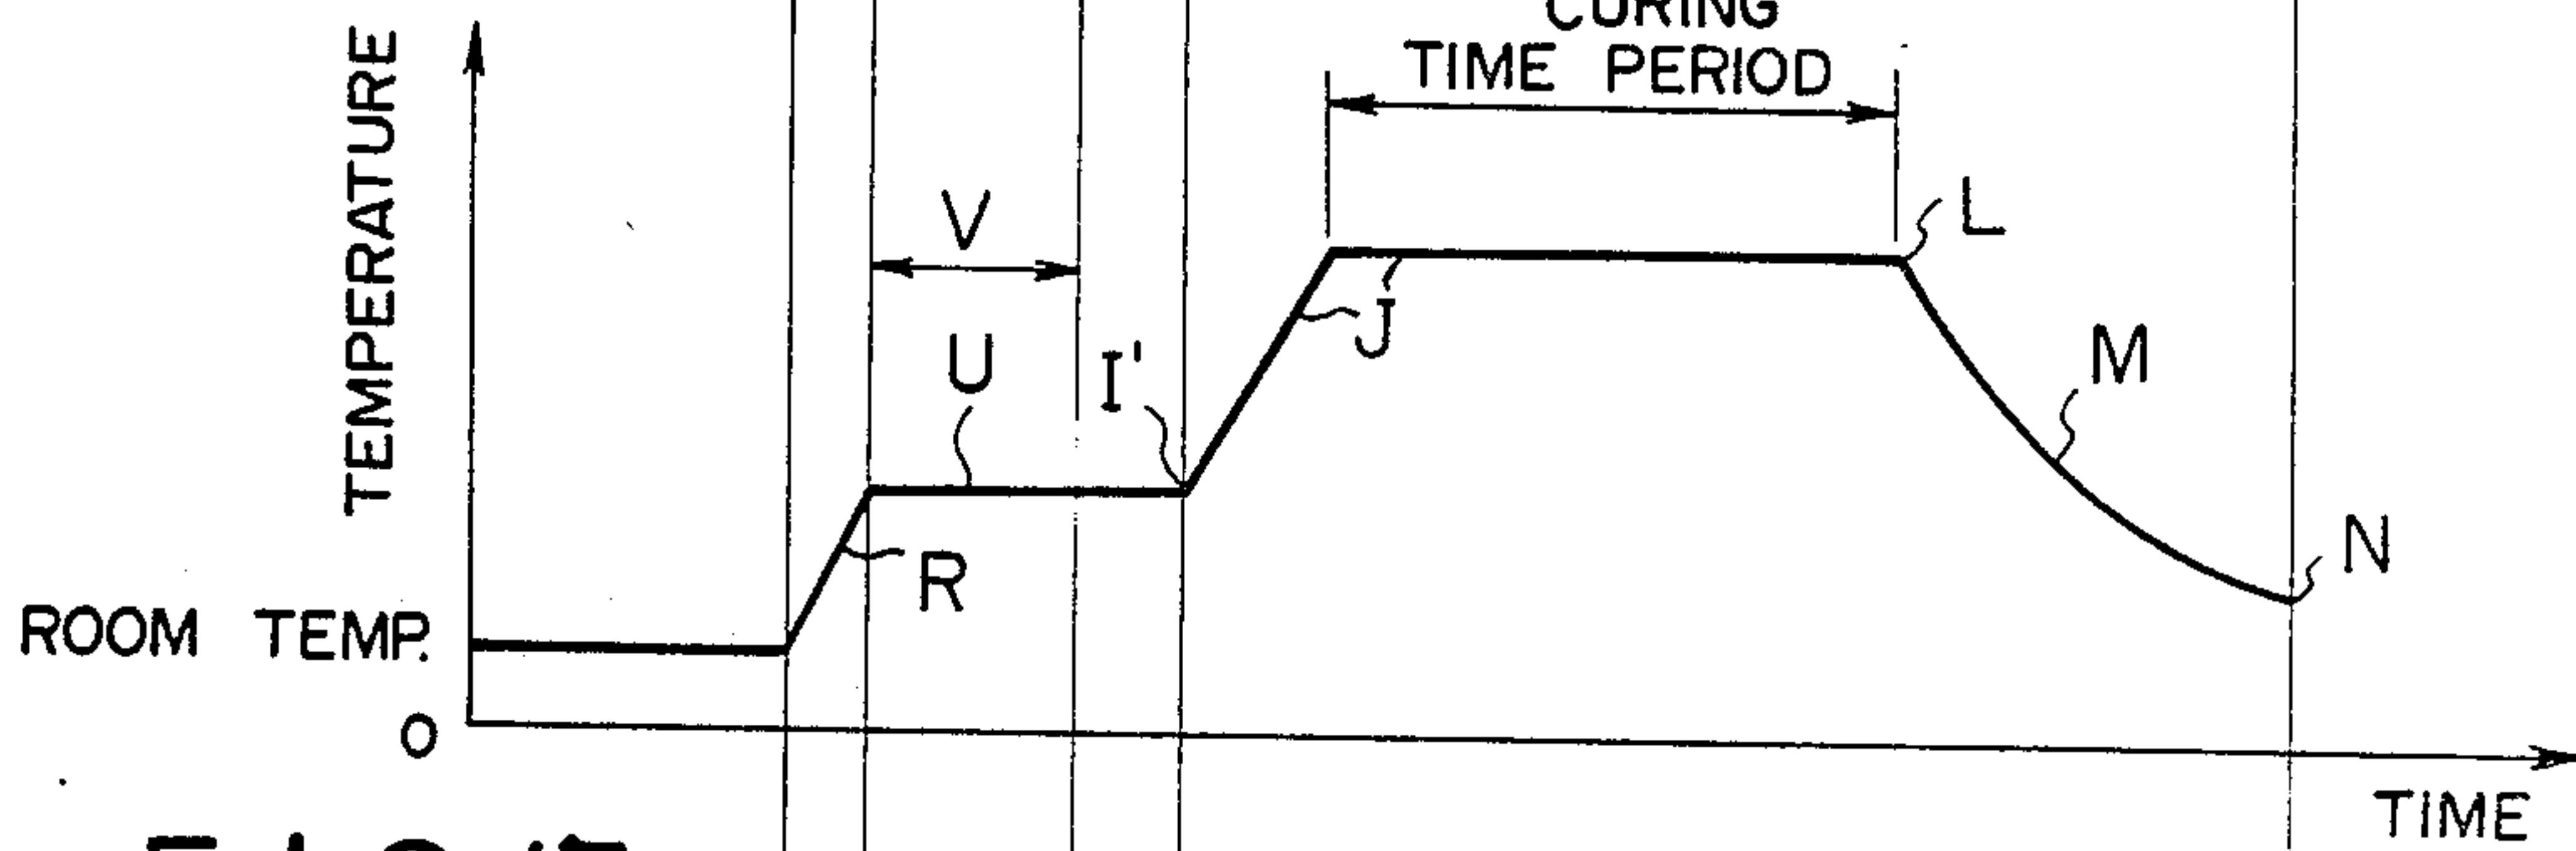 CURING
TIME PERIOD
TEMPERATURE
V
L
J
U
I'
M
N
R
ROOM TEMP.
0
TIME